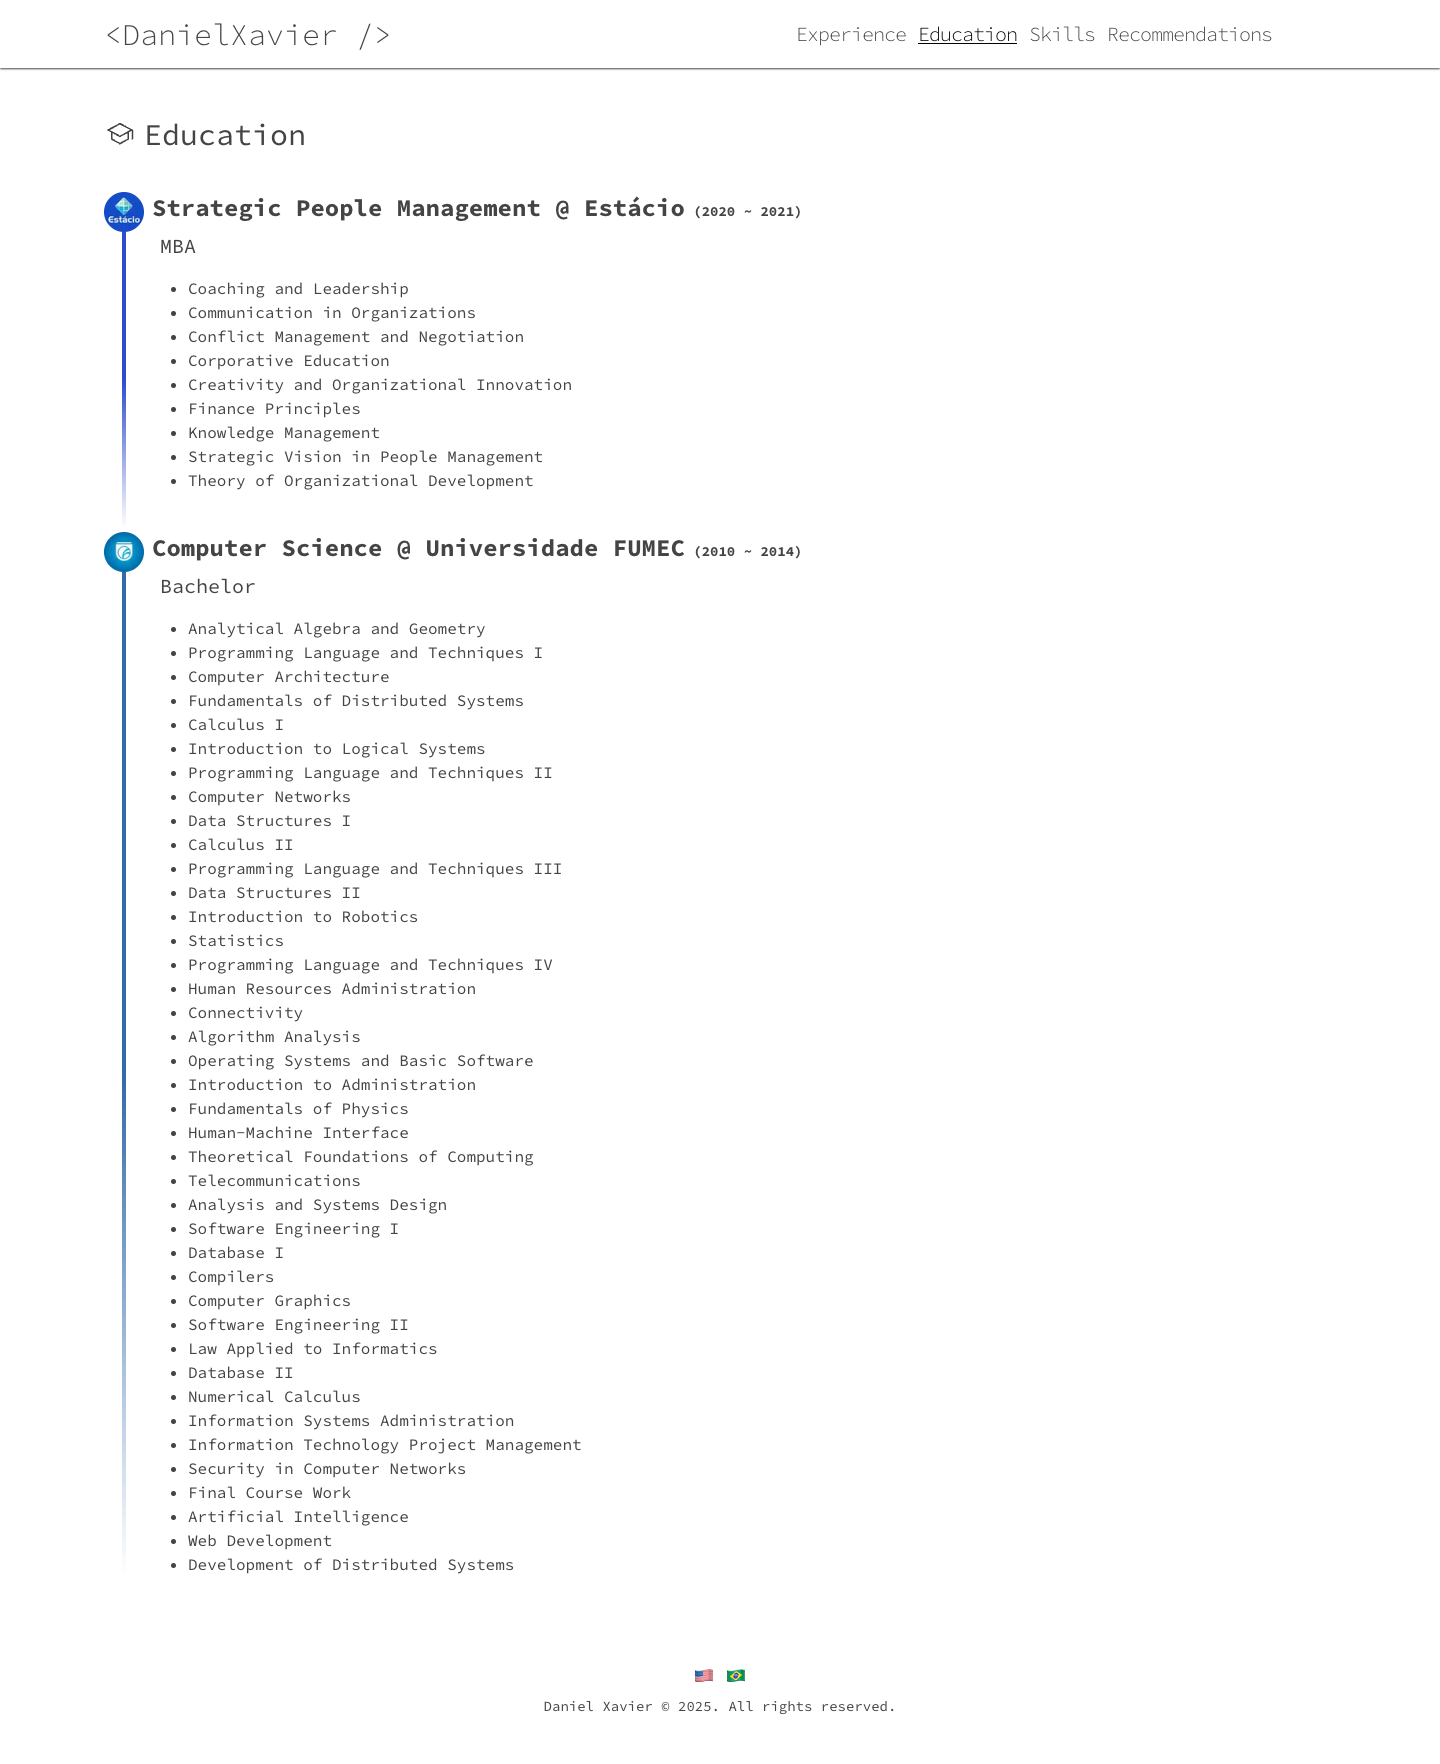 <DanielXavier />
Experience Education Skills Recommendations
Education
Estácio
Strategic People Management @ Estácio (2020 ~ 2021)
MBA
• Coaching and Leadership
• Communication in Organizations
• Conflict Management and Negotiation
• Corporative Education
• Creativity and Organizational Innovation
• Finance Principles
• Knowledge Management
• Strategic Vision in People Management
• Theory of Organizational Development
Computer Science @ Universidade FUMEC (2010 ~ 2014)
Bachelor
• Analytical Algebra and Geometry
• Programming Language and Techniques I
• Computer Architecture
• Fundamentals of Distributed Systems
• Calculus I
• Introduction to Logical Systems
• Programming Language and Techniques II
• Computer Networks
• Data Structures I
• Calculus II
• Programming Language and Techniques III
• Data Structures II
• Introduction to Robotics
• Statistics
• Programming Language and Techniques IV
• Human Resources Administration
• Connectivity
• Algorithm Analysis
• Operating Systems and Basic Software
• Introduction to Administration
• Fundamentals of Physics
• Human-Machine Interface
• Theoretical Foundations of Computing
• Telecommunications
• Analysis and Systems Design
• Software Engineering I
• Database I
• Compilers
• Computer Graphics
• Software Engineering II
• Law Applied to Informatics
• Database II
• Numerical Calculus
• Information Systems Administration
• Information Technology Project Management
• Security in Computer Networks
• Final Course Work
• Artificial Intelligence
• Web Development
• Development of Distributed Systems
Daniel Xavier © 2025. All rights reserved.